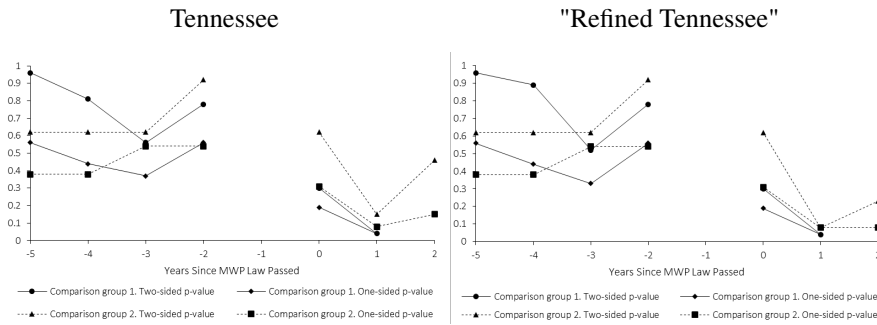 Tennessee
"Refined Tennessee"
1
0.9
0.8
0.7
0.6
0.5
0.4
0.3
0.2
0.1
0
-5 -4 -3 -2 -1 0 1 2
Years Since MWP Law Passed
Comparison group 1. Two-sided p-value
Comparison group 1. One-sided p-value
Comparison group 2. Two-sided p-value
Comparison group 2. One-sided p-value
1
0.9
0.8
0.7
0.6
0.5
0.4
0.3
0.2
0.1
0
-5 -4 -3 -2 -1 0 1
Years Since MWP Law Passed
Comparison group 1. Two-sided p-value
Comparison group 1. One-sided p-value
Comparison group 2. Two-sided p-value
Comparison group 2. One-sided p-value